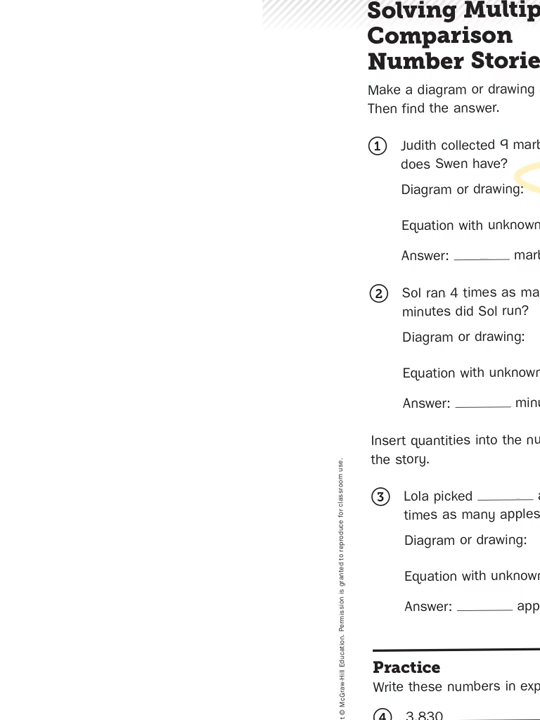 Solving Multip
Comparison
Number Storie
Make a diagram or drawing
Then find the answer.
1 Judith collected 9 marb
does Swen have?
Diagram or drawing:
Equation with unknown
Answer: ______ marb
2 Sol ran 4 times as ma
minutes did Sol run?
Diagram or drawing:
Equation with unknown
Answer: ______ minu
Insert quantities into the nu
the story.
3 Lola picked ______ a
times as many apples
Diagram or drawing:
Equation with unknown
Answer: ______ app
t © McGraw-Hill Education. Permission is granted to reproduce for classroom use.
Practice
Write these numbers in exp
4 3,830